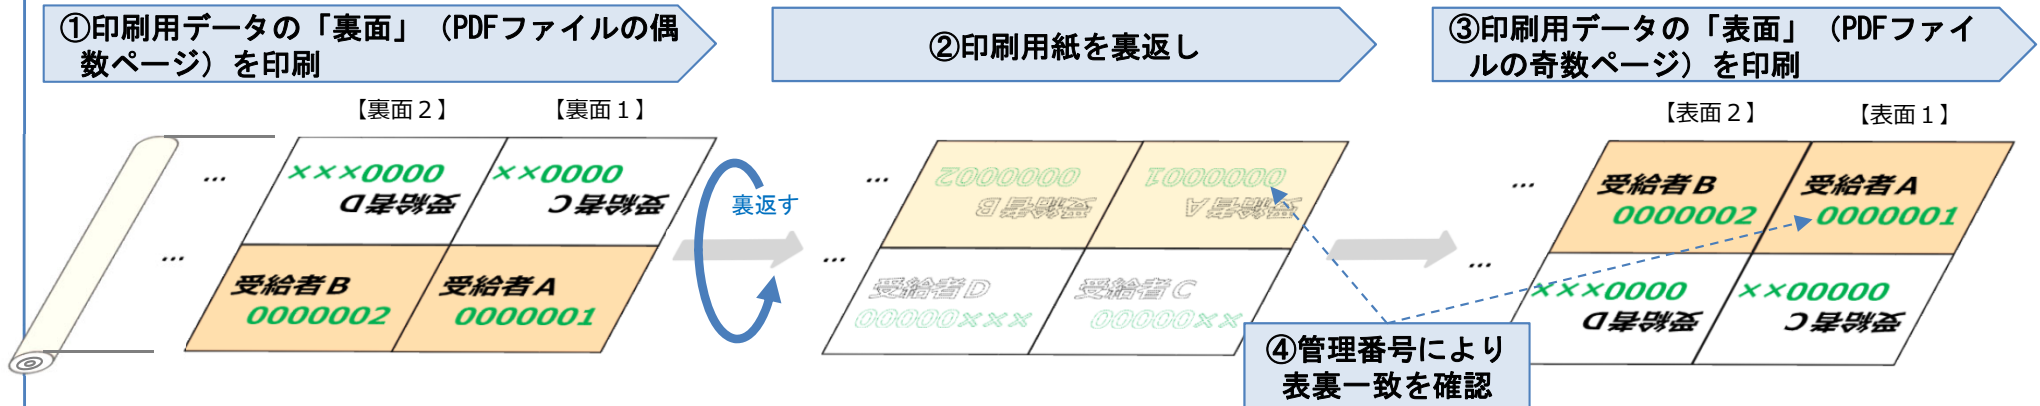 ①印刷用データの「裏面」（PDFファイルの偶
数ページ）を印刷
②印刷用紙を裏返し
③印刷用データの「表面」（PDFファイ
ルの奇数ページ）を印刷
【裏面２】
【裏面１】
…
×××0000
受給者D
××0000
受給者C
…
受給者B
0000002
受給者A
0000001
裏返す
…
0000002
受給者B
0000001
受給者A
…
受給者D
00000×××
受給者C
00000××
【表面２】
【表面１】
…
受給者B
0000002
受給者A
0000001
…
×××0000
受給者D
××00000
受給者C
④管理番号により
表裏一致を確認